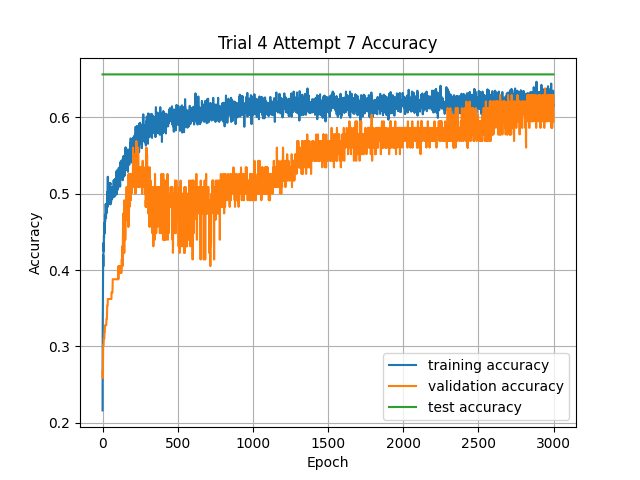 Trial 4 Attempt 7 Accuracy
0.6
0.5
0.4
0.3
0.2
Accuracy
0
500
1000
1500
2000
2500
3000
Epoch
training accuracy
validation accuracy
test accuracy